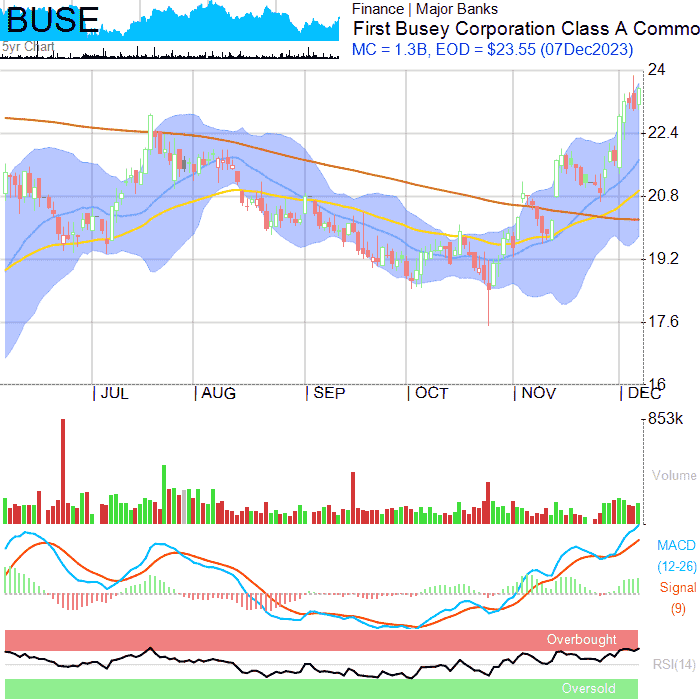 BUSE
5yr Chart
Finance | Major Banks
First Busey Corporation Class A Commo
MC = 1.3B, EOD = $23.55 (07Dec2023)
24
22.4
20.8
19.2
17.6
16
JUL AUG SEP OCT NOV DEC
853k
Volume
MACD
(12-26)
Signal
(9)
Overbought
RSI(14)
Oversold